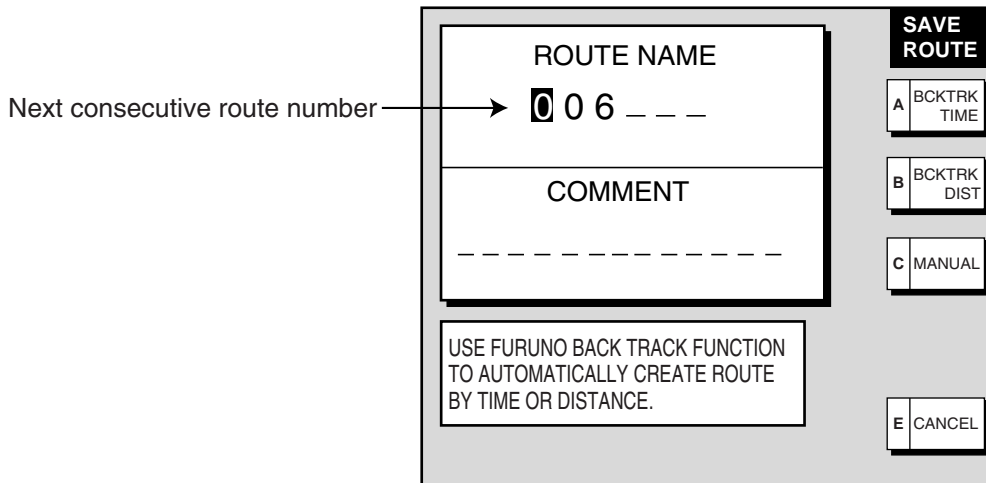 Next consecutive route number
ROUTE NAME
0 0 6 _ _ _
COMMENT
_ _ _ _ _ _ _ _ _ _ _ _ _
USE FURUNO BACK TRACK FUNCTION
TO AUTOMATICALLY CREATE ROUTE
BY TIME OR DISTANCE.
SAVE
ROUTE
A BCKTRK
TIME
B BCKTRK
DIST
C MANUAL
E CANCEL